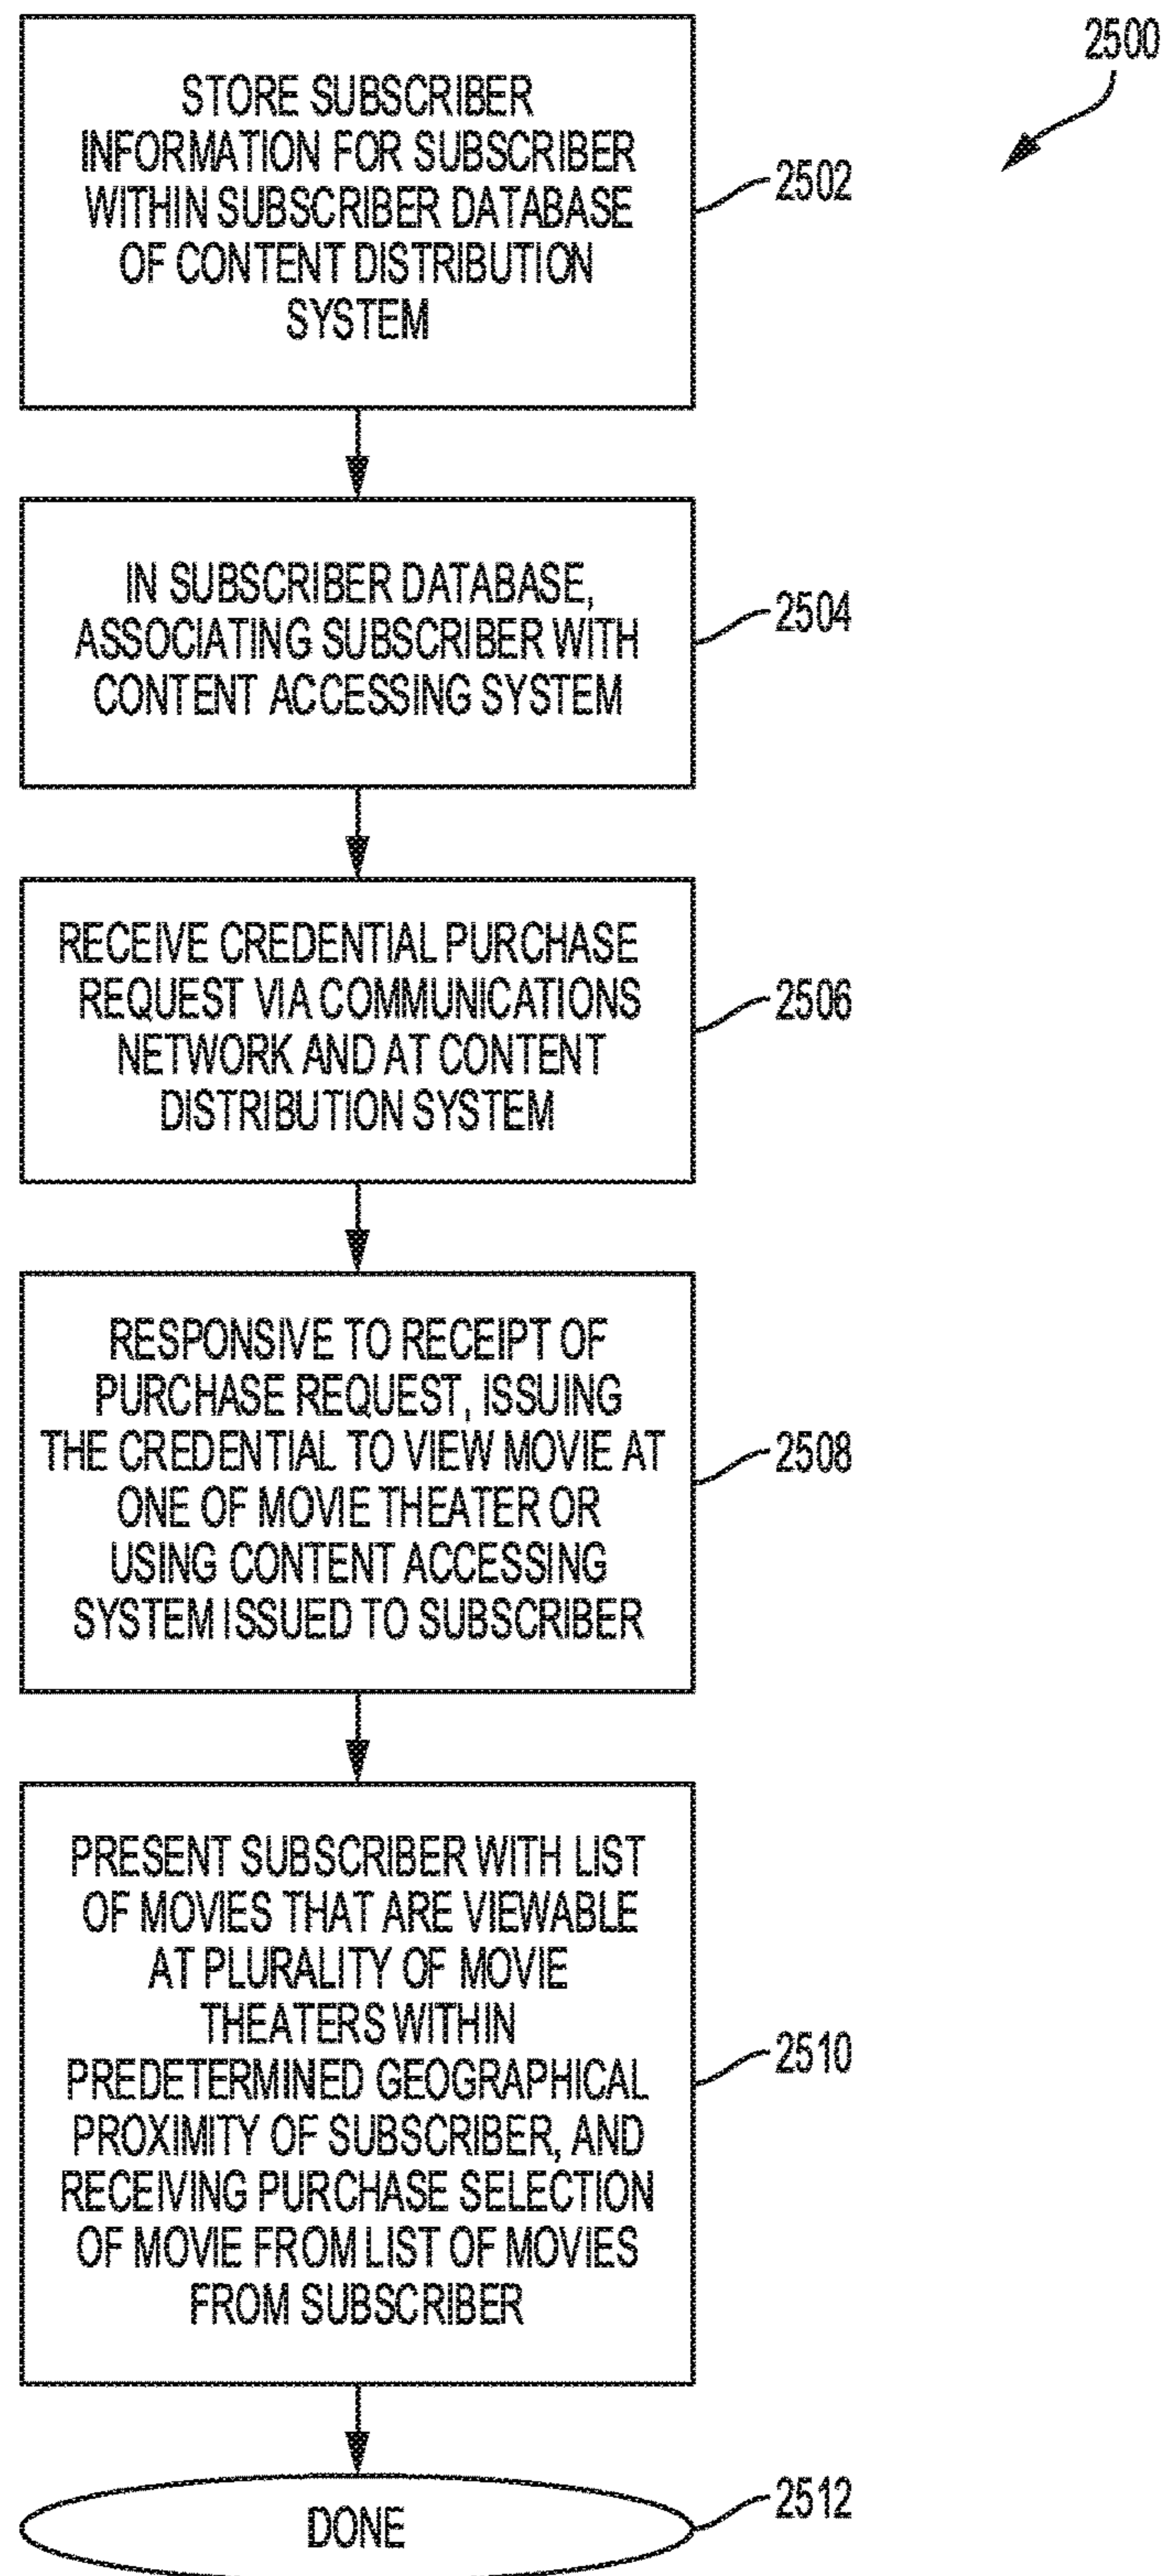 2500
STORE SUBSCRIBER
INFORMATION FOR SUBSCRIBER
WITHIN SUBSCRIBER DATABASE
OF CONTENT DISTRIBUTION
SYSTEM
2502
IN SUBSCRIBER DATABASE,
ASSOCIATING SUBSCRIBER WITH
CONTENT ACCESSING SYSTEM
2504
RECEIVE CREDENTIAL PURCHASE
REQUEST VIA COMMUNICATIONS
NETWORK AND AT CONTENT
DISTRIBUTION SYSTEM
2506
RESPONSIVE TO RECEIPT OF
PURCHASE REQUEST, ISSUING
THE CREDENTIAL TO VIEW MOVIE AT
ONE OF MOVIE THEATER OR
USING CONTENT ACCESSING
SYSTEM ISSUED TO SUBSCRIBER
2508
PRESENT SUBSCRIBER WITH LIST
OF MOVIES THAT ARE VIEWABLE
AT PLURALITY OF MOVIE
THEATERS WITHIN
PREDETERMINED GEOGRAPHICAL
PROXIMITY OF SUBSCRIBER, AND
RECEIVING PURCHASE SELECTION
OF MOVIE FROM LIST OF MOVIES
FROM SUBSCRIBER
2510
DONE
2512